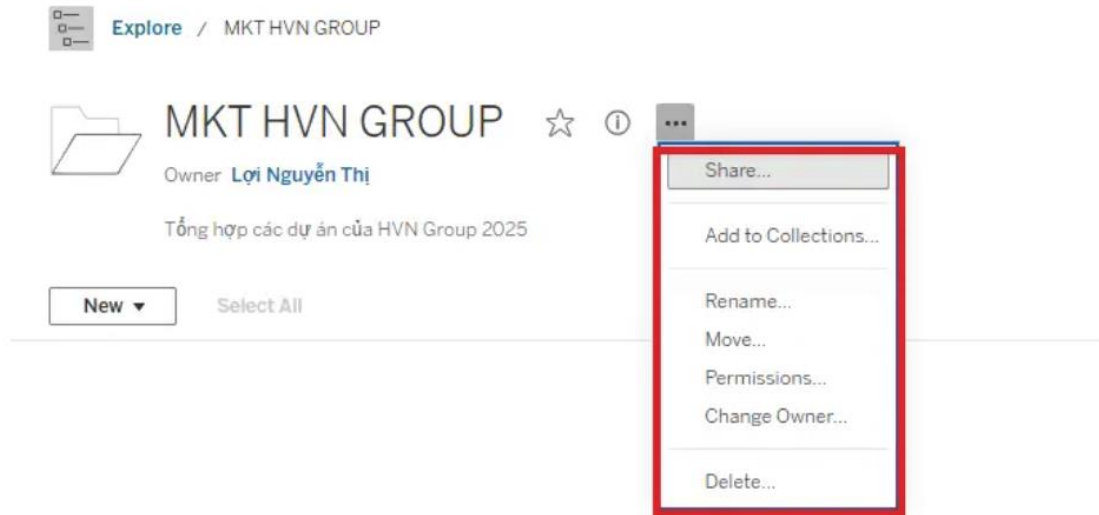 Explore / MKT HVN GROUP
MKT HVN GROUP
Owner Lợi Nguyễn Thị
Tổng hợp các dự án của HVN Group 2025
New
Select All
Share...
Add to Collections...
Rename...
Move...
Permissions...
Change Owner...
Delete...